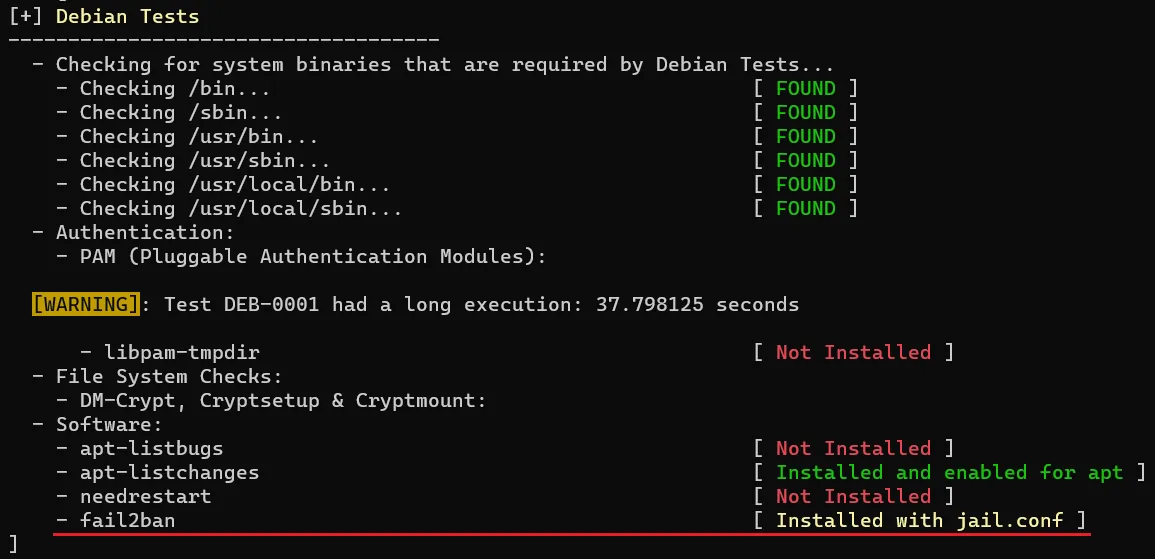 [+] Debian Tests
------------------------------------
- Checking for system binaries that are required by Debian Tests...
- Checking /bin... [ FOUND ]
- Checking /sbin... [ FOUND ]
- Checking /usr/bin... [ FOUND ]
- Checking /usr/sbin... [ FOUND ]
- Checking /usr/local/bin... [ FOUND ]
- Checking /usr/local/sbin... [ FOUND ]
- Authentication:
- PAM (Pluggable Authentication Modules):
[WARNING]: Test DEB-0001 had a long execution: 37.798125 seconds
- libpam-tmpdir [ Not Installed ]
- File System Checks:
- DM-Crypt, Cryptsetup & Cryptmount:
- Software:
- apt-listbugs [ Not Installed ]
- apt-listchanges [ Installed and enabled for apt ]
- needrestart [ Not Installed ]
- fail2ban [ Installed with jail.conf ]
]